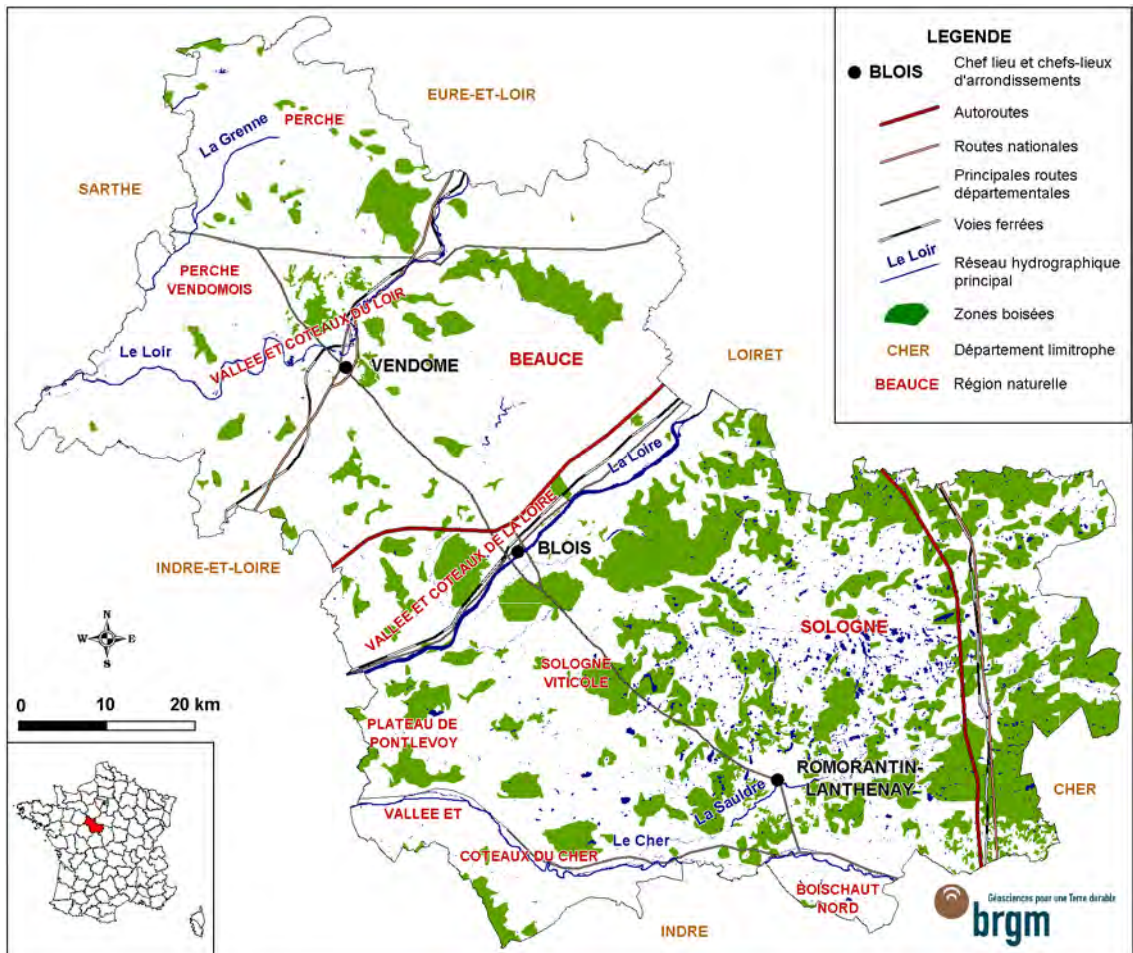 LEGENDE
BLOIS
Chef lieu et chefs-lieux
d'arrondissements
Autoroutes
Routes nationales
Principales routes
départementales
Voies ferrées
Le Loir
Réseau hydrographique
principal
Zones boisées
CHER
Département limitrophe
BEAUCE
Région naturelle
EURE-ET-LOIR
La Grenne
PERCHE
SARTHE
PERCHE
VENDOMOIS
VALLEE ET COTEAUX DU LOIR
Le Loir
VENDOME
BEAUCE
LOIRET
La Loire
VALLEE ET COTEAUX DE LA LOIRE
BLOIS
INDRE-ET-LOIRE
N
W E
S
SOLOGNE
SOLOGNE
VITICOLE
0 10 20 km
PLATEAU DE
PONTLEVOY
ROMORANTIN-
LANTHENAY
CHER
La Sauldre
VALLEE ET
Le Cher
COTEAUX DU CHER
BOISCHAUT
NORD
INDRE
Géosciences pour une Terre durable
brgm